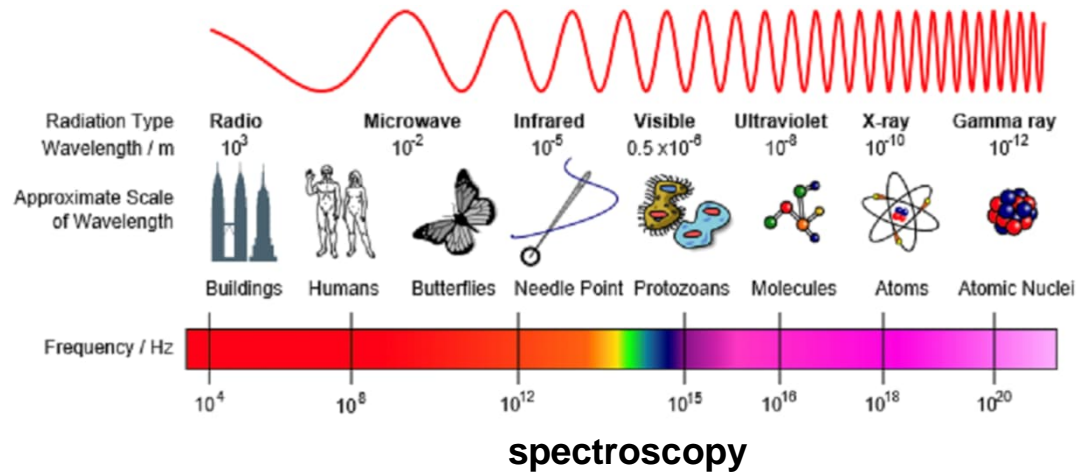 Radiation Type Radio Microwave Infrared Visible Ultraviolet X-ray Gamma ray
Wavelength / m 10³ 10⁻² 10⁻⁵ 0.5 x10⁻⁶ 10⁻⁸ 10⁻¹⁰ 10⁻¹²
Approximate Scale
of Wavelength
Buildings Humans Butterflies Needle Point Protozoans Molecules Atoms Atomic Nuclei
Frequency / Hz
10⁴ 10⁸ 10¹² 10¹⁵ 10¹⁶ 10¹⁸ 10²⁰
spectroscopy